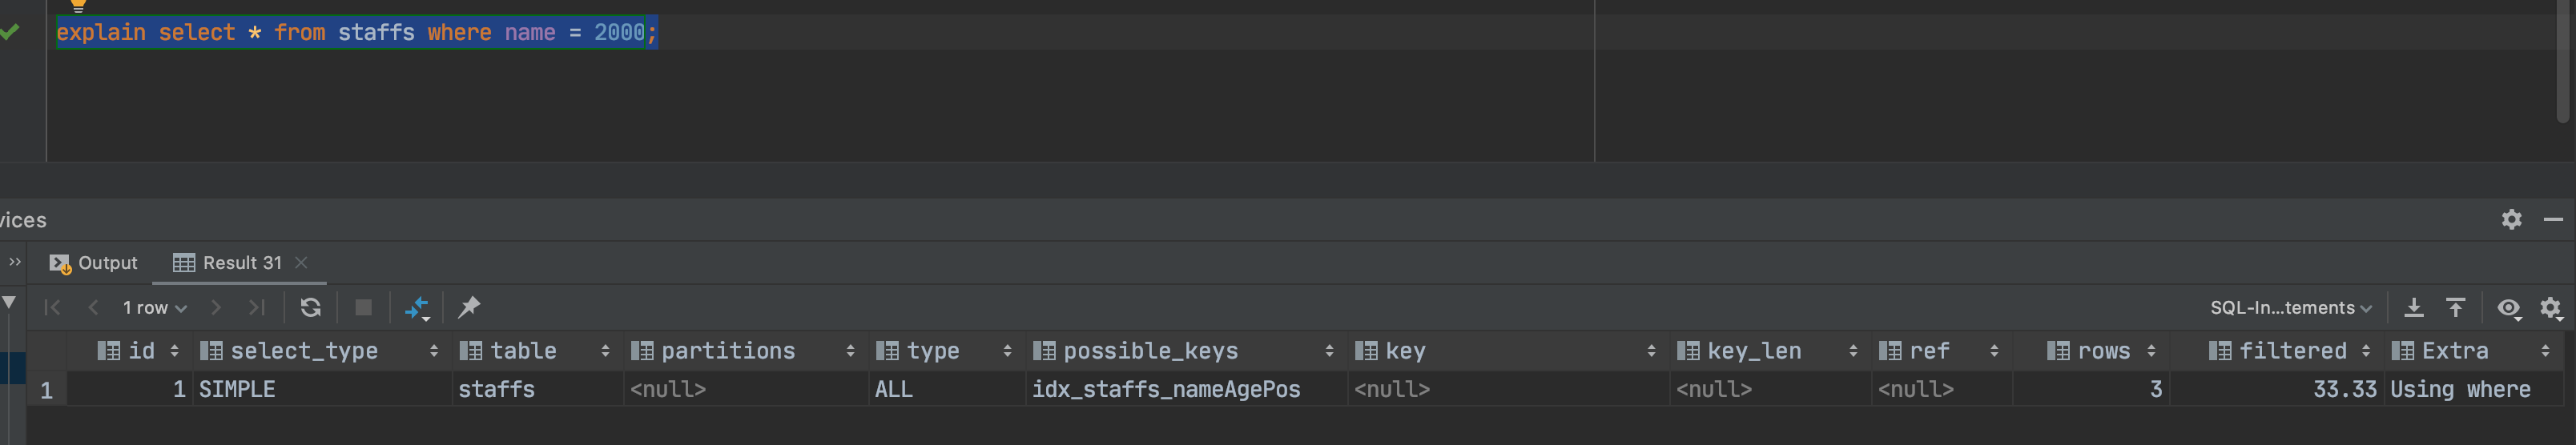 explain select * from staffs where name = 2000;
vices
Output Result 31
1 row SQL-In...tements
id select_type table partitions type possible_keys key key_len ref rows filtered Extra
1 1 SIMPLE staffs <null> ALL idx_staffs_nameAgePos <null> <null> <null> 3 33.33 Using where